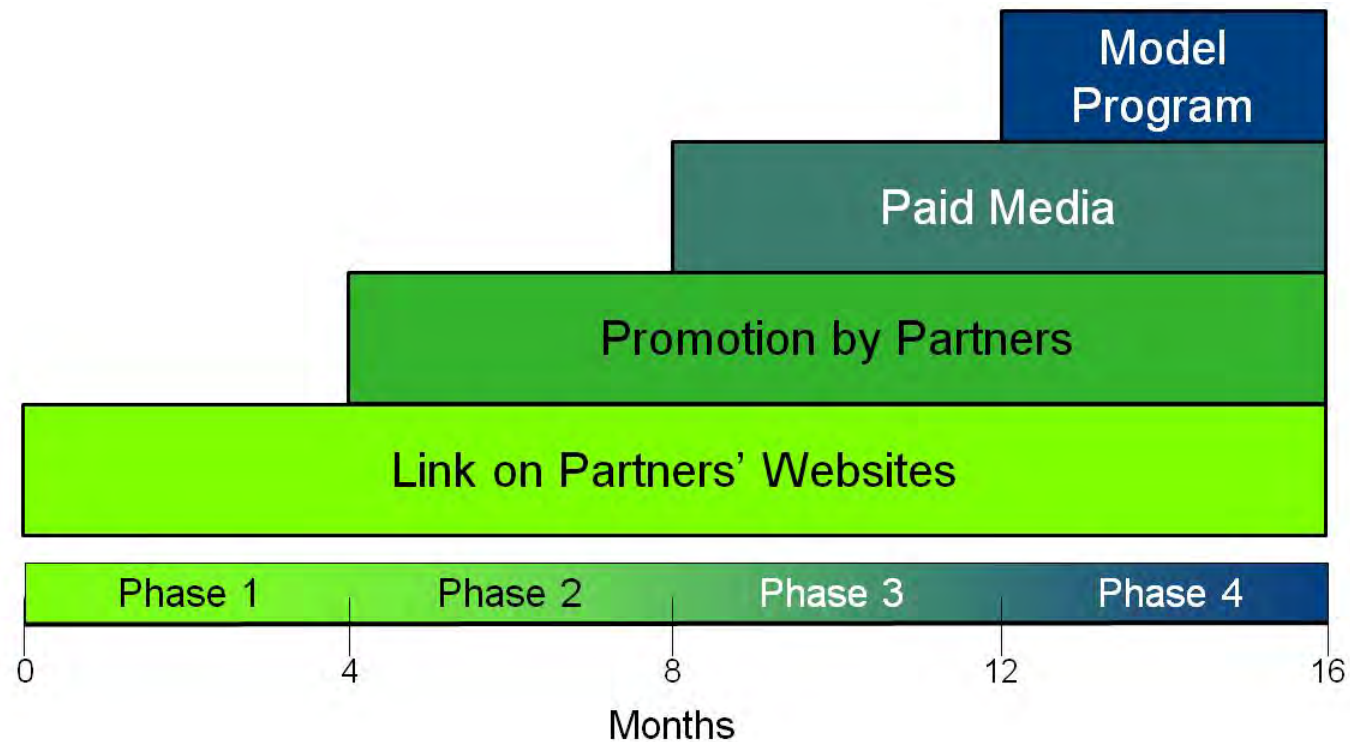 Model
Program
Paid Media
Promotion by Partners
Link on Partners’ Websites
Phase 1 Phase 2 Phase 3 Phase 4
0 4 8 12 16
Months